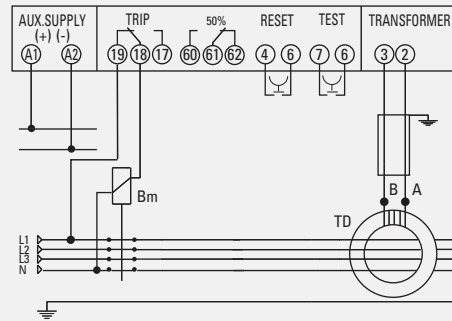 AUX.SUPPLY TRIP 50% RESET TEST TRANSFORMER
(+) (-)
A1 A2 19 18 17 60 61 62 4 6 7 6 3 2
Bm
B A
TD
L1
L2
L3
N